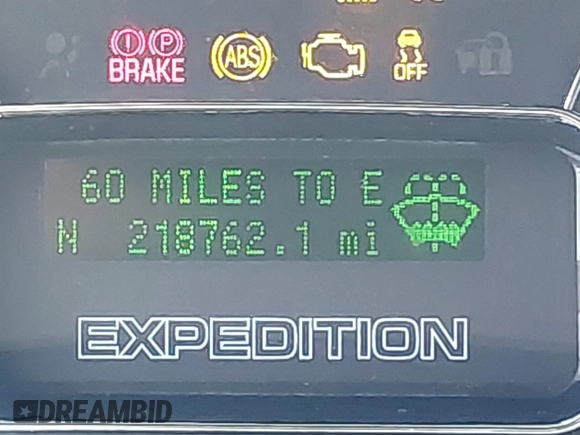 BRAKE
ABS
OFF
60 MILES TO E
N 218762.1 mi
EXPEDITION
DREAMBID